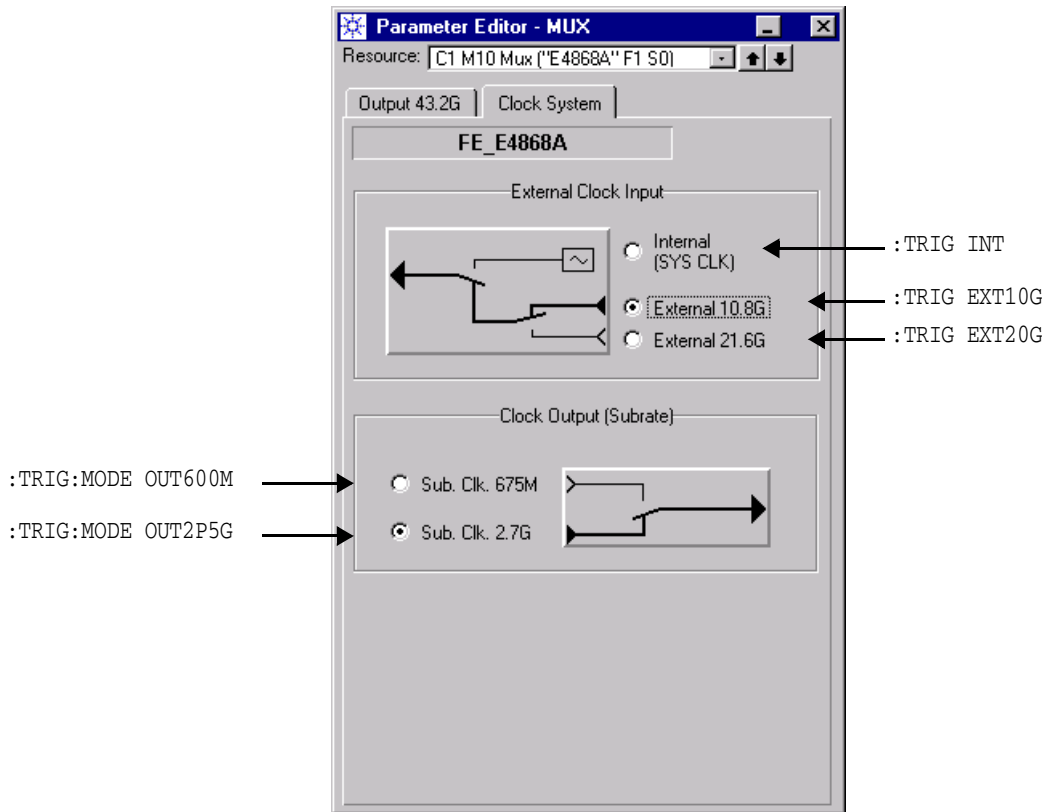 Parameter Editor - MUX
Resource: C1 M10 Mux ("E4868A" F1 S0)
Output 43.2G
Clock System
FE_E4868A
External Clock Input
Internal
(SYS CLK)
:TRIG INT
External 10.8G
:TRIG EXT10G
External 21.6G
:TRIG EXT20G
Clock Output (Subrate)
:TRIG:MODE OUT600M
Sub. Clk. 675M
:TRIG:MODE OUT2P5G
Sub. Clk. 2.7G